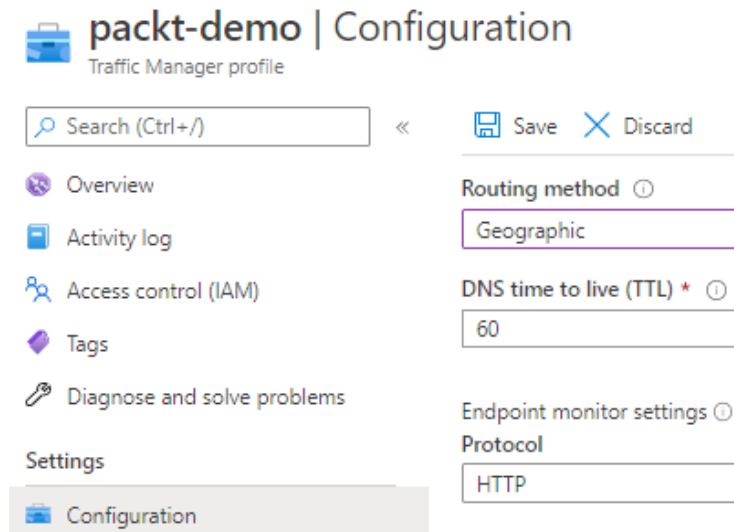 packt-demo | Configuration
Traffic Manager profile
Search (Ctrl+/)
«
Overview
Activity log
Access control (IAM)
Tags
Diagnose and solve problems
Settings
Configuration
Save Discard
Routing method
Geographic
DNS time to live (TTL) *
60
Endpoint monitor settings
Protocol
HTTP